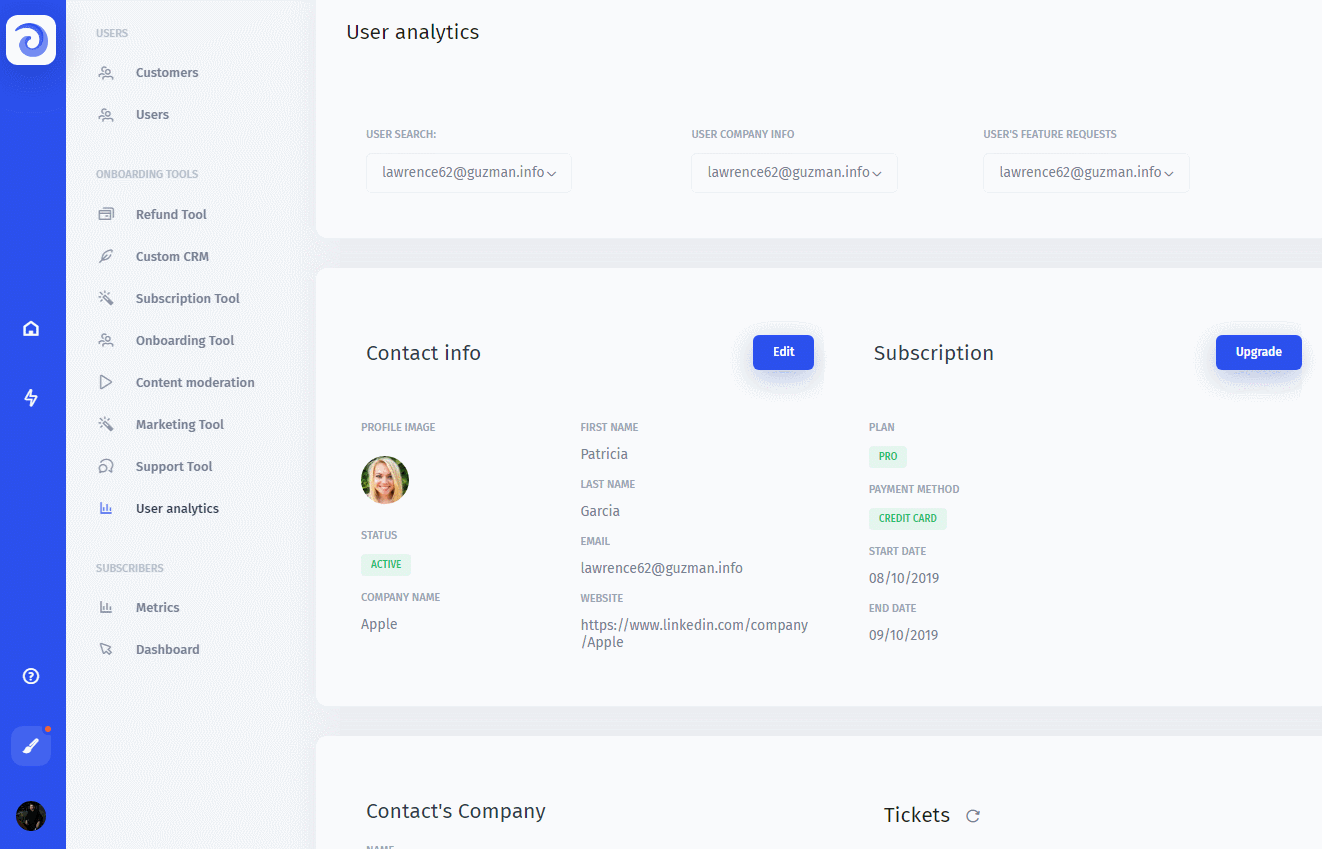 USERS
Customers
Users
ONBOARDING TOOLS
Refund Tool
Custom CRM
Subscription Tool
Onboarding Tool
Content moderation
Marketing Tool
Support Tool
User analytics
SUBSCRIBERS
Metrics
Dashboard
User analytics
USER SEARCH:
lawrence62@guzman.info
USER COMPANY INFO
lawrence62@guzman.info
USER'S FEATURE REQUESTS
lawrence62@guzman.info
Contact info
Edit
PROFILE IMAGE
STATUS
ACTIVE
COMPANY NAME
Apple
FIRST NAME
Patricia
LAST NAME
Garcia
EMAIL
lawrence62@guzman.info
WEBSITE
https://www.linkedin.com/company
/Apple
Subscription
Upgrade
PLAN
PRO
PAYMENT METHOD
CREDIT CARD
START DATE
08/10/2019
END DATE
09/10/2019
Contact's Company
NAME
Tickets